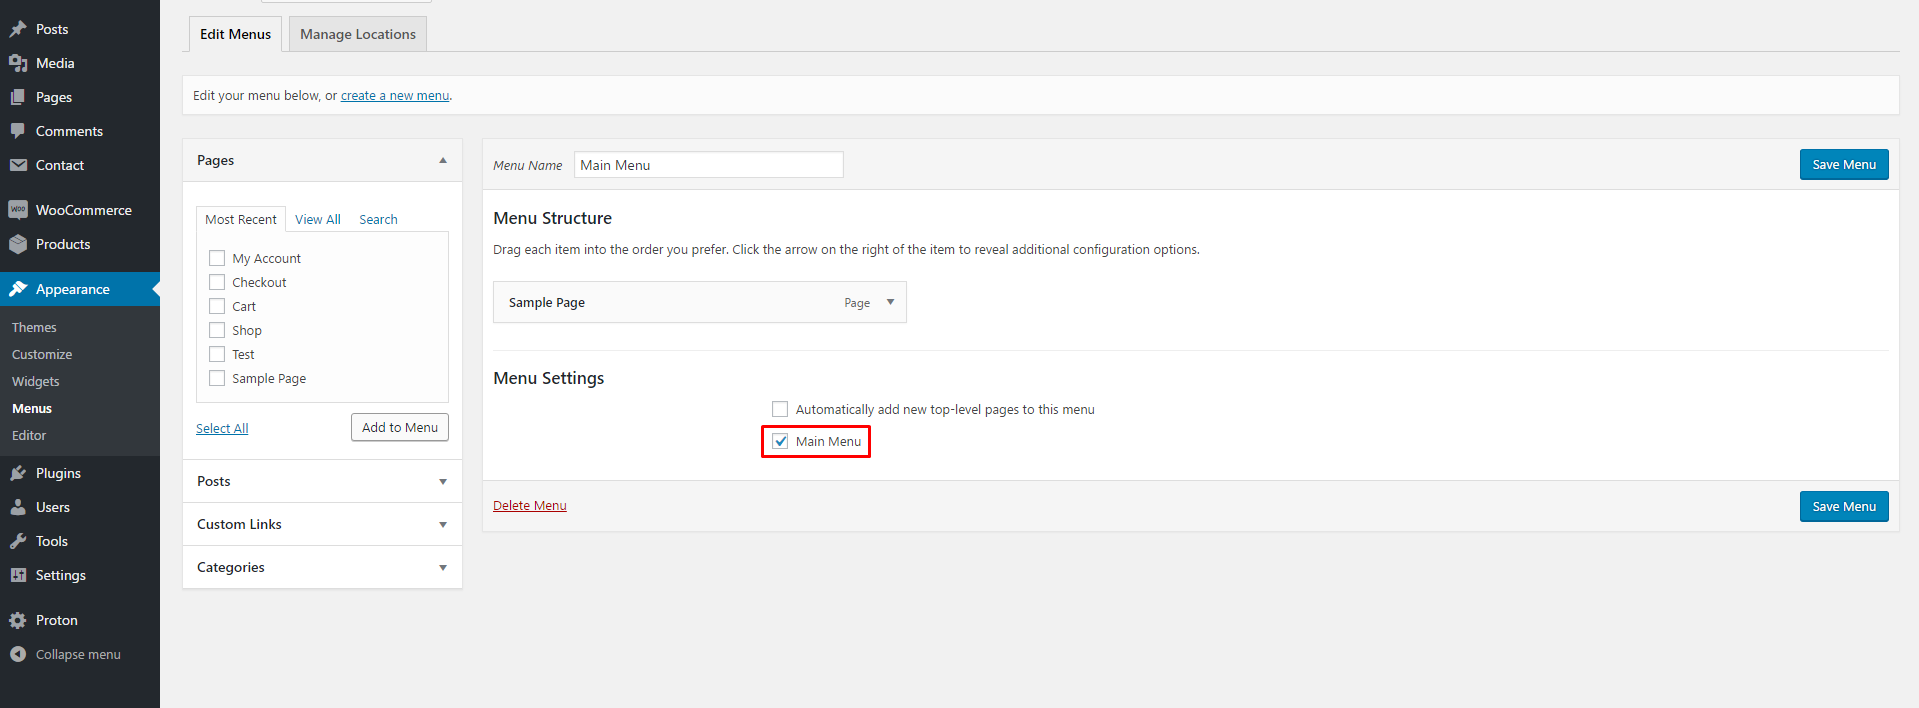 Posts
Media
Pages
Comments
Contact
WooCommerce
Products
Appearance
Themes
Customize
Widgets
Menus
Editor
Plugins
Users
Tools
Settings
Proton
Collapse menu
Edit Menus
Manage Locations
Edit your menu below, or create a new menu.
Pages
Most Recent View All Search
My Account
Checkout
Cart
Shop
Test
Sample Page
Select All
Add to Menu
Posts
Custom Links
Categories
Menu Name Main Menu
Save Menu
Menu Structure
Drag each item into the order you prefer. Click the arrow on the right of the item to reveal additional configuration options.
Sample Page Page
Menu Settings
Automatically add new top-level pages to this menu
Main Menu
Delete Menu
Save Menu